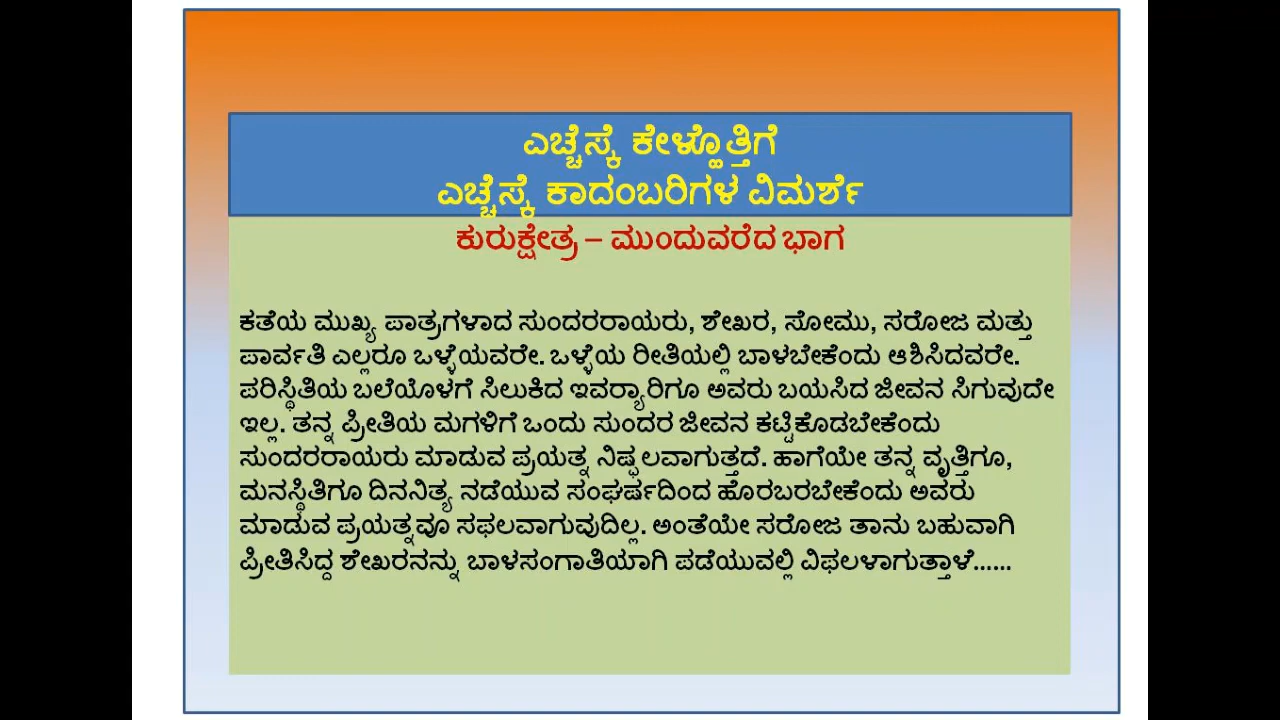 ಎಚ್ಚೆಸ್ಕೆ ಕೇಳ್ಹೊತ್ತಿಗೆ
ಎಚ್ಚೆಸ್ಕೆ ಕಾದಂಬರಿಗಳ ವಿಮರ್ಶೆ
ಕುರುಕ್ಷೇತ್ರ – ಮುಂದುವರೆದ ಭಾಗ
ಕತೆಯ ಮುಖ್ಯ ಪಾತ್ರಗಳಾದ ಸುಂದರರಾಯರು, ಶೇಖರ, ಸೋಮು, ಸರೋಜ ಮತ್ತು
ಪಾರ್ವತಿ ಎಲ್ಲರೂ ಒಳ್ಳೆಯವರೇ. ಒಳ್ಳೆಯ ರೀತಿಯಲ್ಲಿ ಬಾಳಬೇಕೆಂದು ಆಶಿಸಿದವರೇ.
ಪರಿಸ್ಥಿತಿಯ ಬಲೆಯೊಳಗೆ ಸಿಲುಕಿದ ಇವರ‍್ಯಾರಿಗೂ ಅವರು ಬಯಸಿದ ಜೀವನ ಸಿಗುವುದೇ
ಇಲ್ಲ. ತನ್ನ ಪ್ರೀತಿಯ ಮಗಳಿಗೆ ಒಂದು ಸುಂದರ ಜೀವನ ಕಟ್ಟಿಕೊಡಬೇಕೆಂದು
ಸುಂದರರಾಯರು ಮಾಡುವ ಪ್ರಯತ್ನ ನಿಷ್ಫಲವಾಗುತ್ತದೆ. ಹಾಗೆಯೇ ತನ್ನ ವೃತ್ತಿಗೂ,
ಮನಸ್ಥಿತಿಗೂ ದಿನನಿತ್ಯ ನಡೆಯುವ ಸಂಘರ್ಷದಿಂದ ಹೊರಬರಬೇಕೆಂದು ಅವರು
ಮಾಡುವ ಪ್ರಯತ್ನವೂ ಸಫಲವಾಗುವುದಿಲ್ಲ. ಅಂತೆಯೇ ಸರೋಜ ತಾನು ಬಹುವಾಗಿ
ಪ್ರೀತಿಸಿದ್ದ ಶೇಖರನನ್ನು ಬಾಳಸಂಗಾತಿಯಾಗಿ ಪಡೆಯುವಲ್ಲಿ ವಿಫಲಳಾಗುತ್ತಾಳೆ......